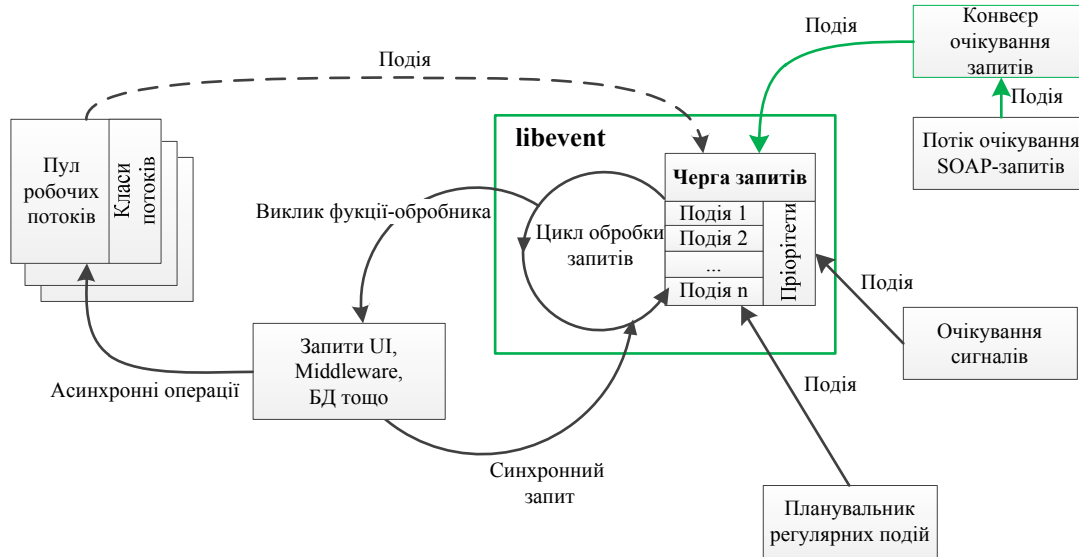 Подія
Конвеєр
очікування
запитів
Подія
Подія
Потік очікування
SOAP-запитів
Пул
робочих
потоків
Класи
потоків
libevent
Черга запитів
Подія 1
Подія 2
...
Подія n
Пріорітети
Виклик фукції-обробника
Цикл обробки
запитів
Подія
Очікування
сигналів
Запити UI,
Middleware,
БД тощо
Асинхронні операції
Подія
Синхронний
запит
Планувальник
регулярних подій